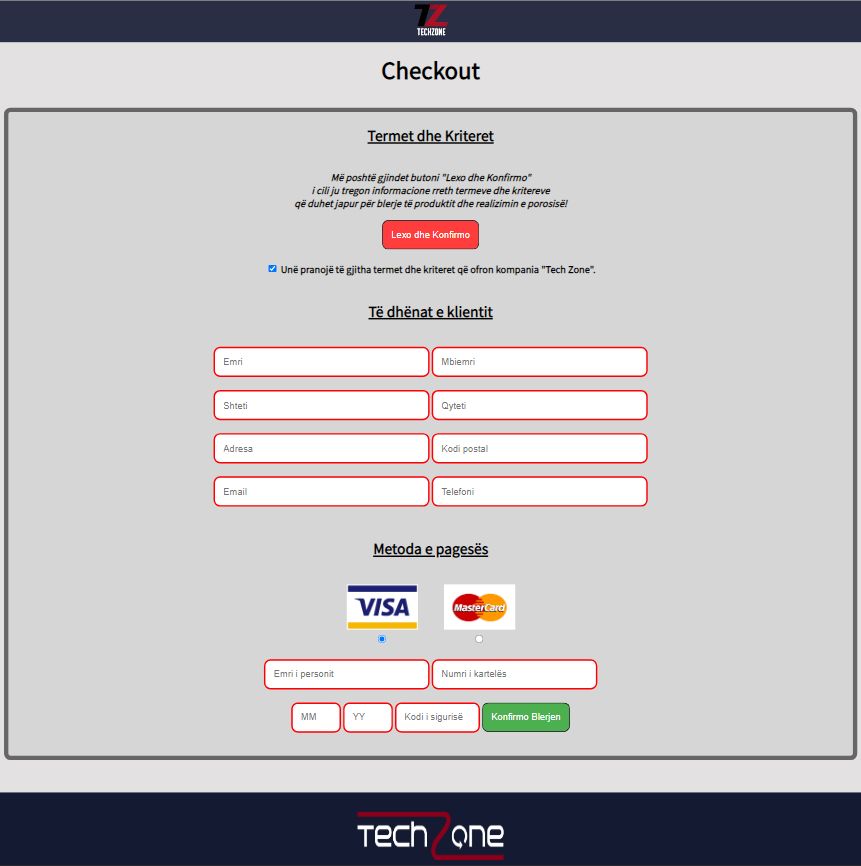 TZ
TECHZONE
Checkout
Termet dhe Kriteret
Më poshtë gjindet butoni "Lexo dhe Konfirmo"
i cili ju tregon informacione rreth termeve dhe kritereve
që duhet japur për blerje të produktit dhe realizimin e porosisë!
Lexo dhe Konfirmo
Unë pranojë të gjitha termet dhe kriteret që ofron kompania "Tech Zone".
Të dhënat e klientit
Emri Mbiemri
Shteti Qyteti
Adresa Kodi postal
Email Telefoni
Metoda e pagesës
VISA MasterCard
Emri i personit Numri i kartelës
MM YY Kodi i sigurisë Konfirmo Blerjen
TechZone